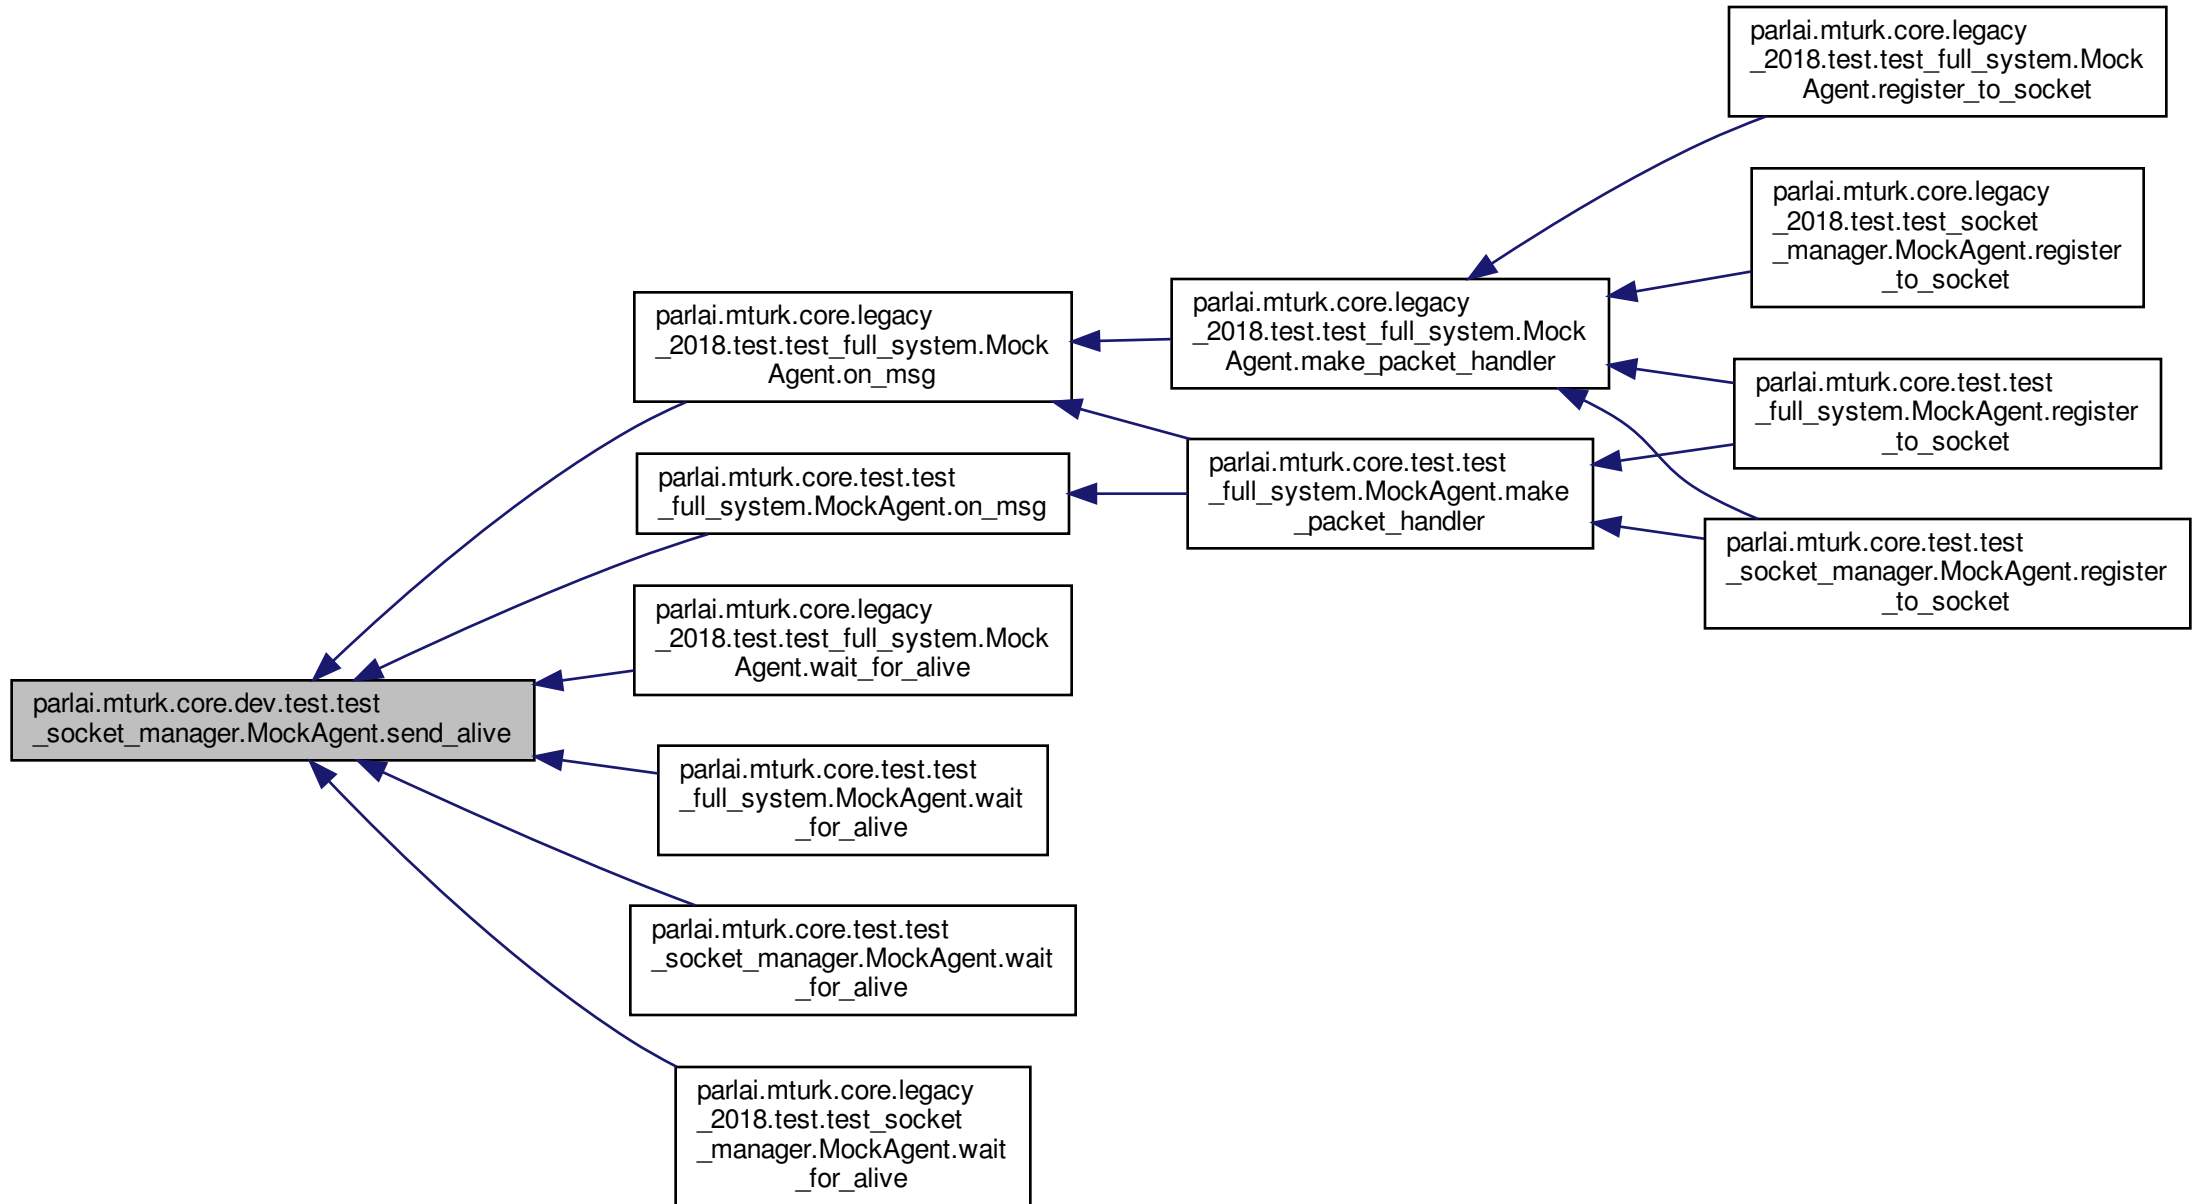 parlai.mturk.core.legacy
_2018.test.test_full_system.Mock
Agent.register_to_socket
parlai.mturk.core.legacy
_2018.test.test_socket
_manager.MockAgent.register
_to_socket
parlai.mturk.core.legacy
_2018.test.test_full_system.Mock
Agent.on_msg
parlai.mturk.core.legacy
_2018.test.test_full_system.Mock
Agent.make_packet_handler
parlai.mturk.core.test.test
_full_system.MockAgent.register
_to_socket
parlai.mturk.core.test.test
_full_system.MockAgent.on_msg
parlai.mturk.core.test.test
_full_system.MockAgent.make
_packet_handler
parlai.mturk.core.test.test
_socket_manager.MockAgent.register
_to_socket
parlai.mturk.core.legacy
_2018.test.test_full_system.Mock
Agent.wait_for_alive
parlai.mturk.core.dev.test.test
_socket_manager.MockAgent.send_alive
parlai.mturk.core.test.test
_full_system.MockAgent.wait
_for_alive
parlai.mturk.core.test.test
_socket_manager.MockAgent.wait
_for_alive
parlai.mturk.core.legacy
_2018.test.test_socket
_manager.MockAgent.wait
_for_alive